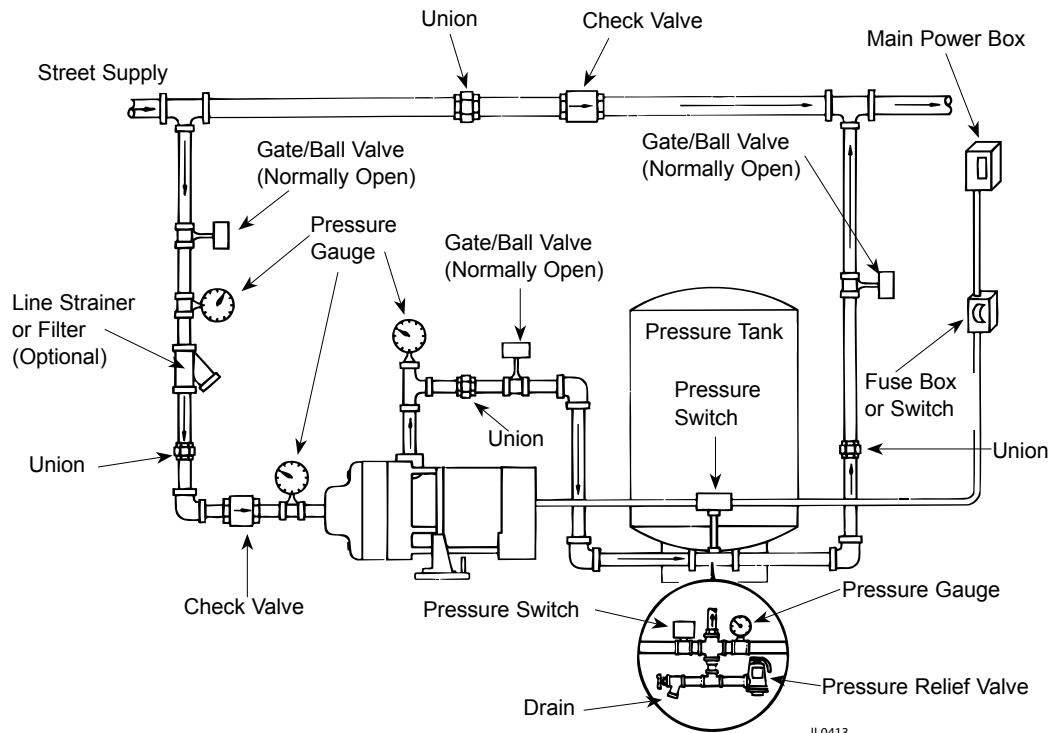 Union
Check Valve
Main Power Box
Street Supply
Gate/Ball Valve
(Normally Open)
Gate/Ball Valve
(Normally Open)
Pressure
Gauge
Gate/Ball Valve
(Normally Open)
Line Strainer
or Filter
(Optional)
Pressure Tank
Pressure
Switch
Fuse Box
or Switch
Union
Union
Union
Check Valve
Pressure Switch
Pressure Gauge
Pressure Relief Valve
Drain